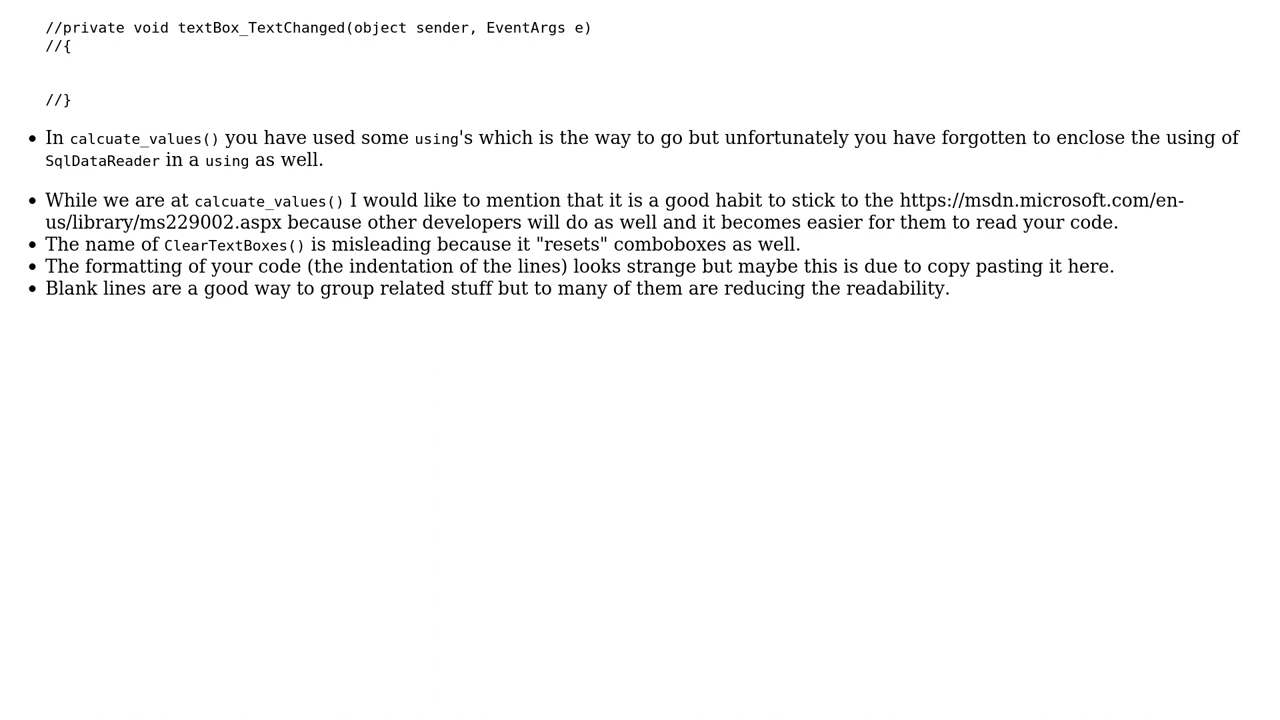 //private void textBox_TextChanged(object sender, EventArgs e)
//{
//}
In calcuate_values() you have used some using's which is the way to go but unfortunately you have forgotten to enclose the using of
SqlDataReader in a using as well.
While we are at calcuate_values() I would like to mention that it is a good habit to stick to the https://msdn.microsoft.com/en-
us/library/ms229002.aspx because other developers will do as well and it becomes easier for them to read your code.
The name of ClearTextBoxes() is misleading because it "resets" comboboxes as well.
The formatting of your code (the indentation of the lines) looks strange but maybe this is due to copy pasting it here.
Blank lines are a good way to group related stuff but to many of them are reducing the readability.